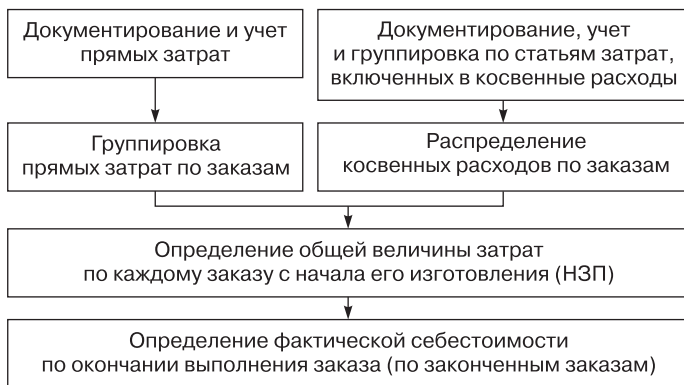 Документирование и учет
прямых затрат
Документирование, учет
и группировка по статьям затрат,
включенных в косвенные расходы
Группировка
прямых затрат по заказам
Распределение
косвенных расходов по заказам
Определение общей величины затрат
по каждому заказу с начала его изготовления (НЗП)
Определение фактической себестоимости
по окончании выполнения заказа (по законченным заказам)